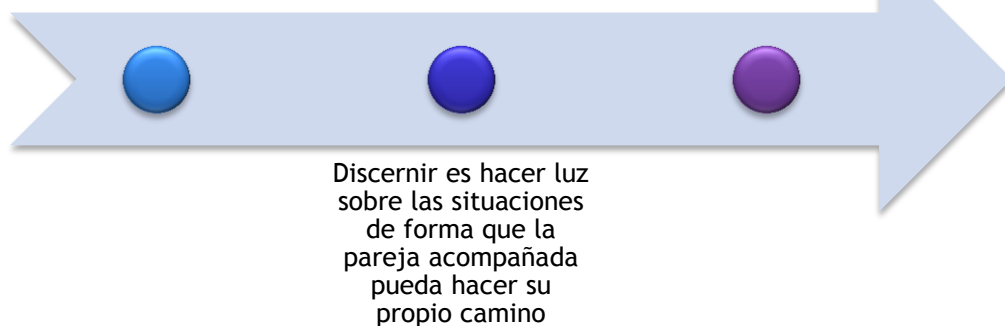 Discernir es hacer luz
sobre las situaciones
de forma que la
pareja acompañada
pueda hacer su
propio camino